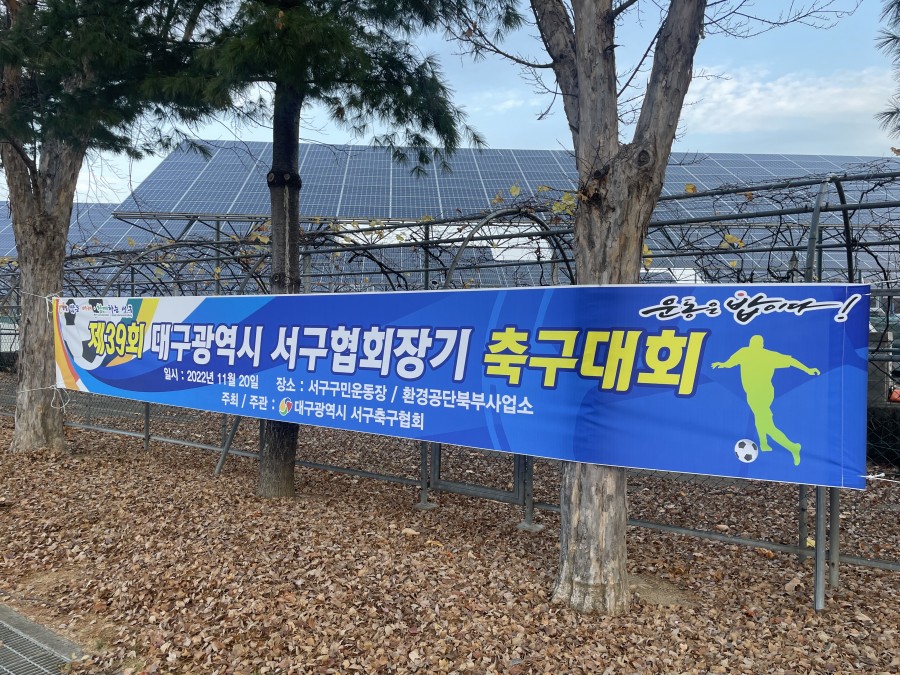 운동은 밥이다~!
제39회 대구광역시 서구협회장기 축구대회
일시 : 2022년 11월 20일 장소 : 서구구민운동장 / 환경공단북부사업소
주최 / 주관 : 대구광역시 서구축구협회